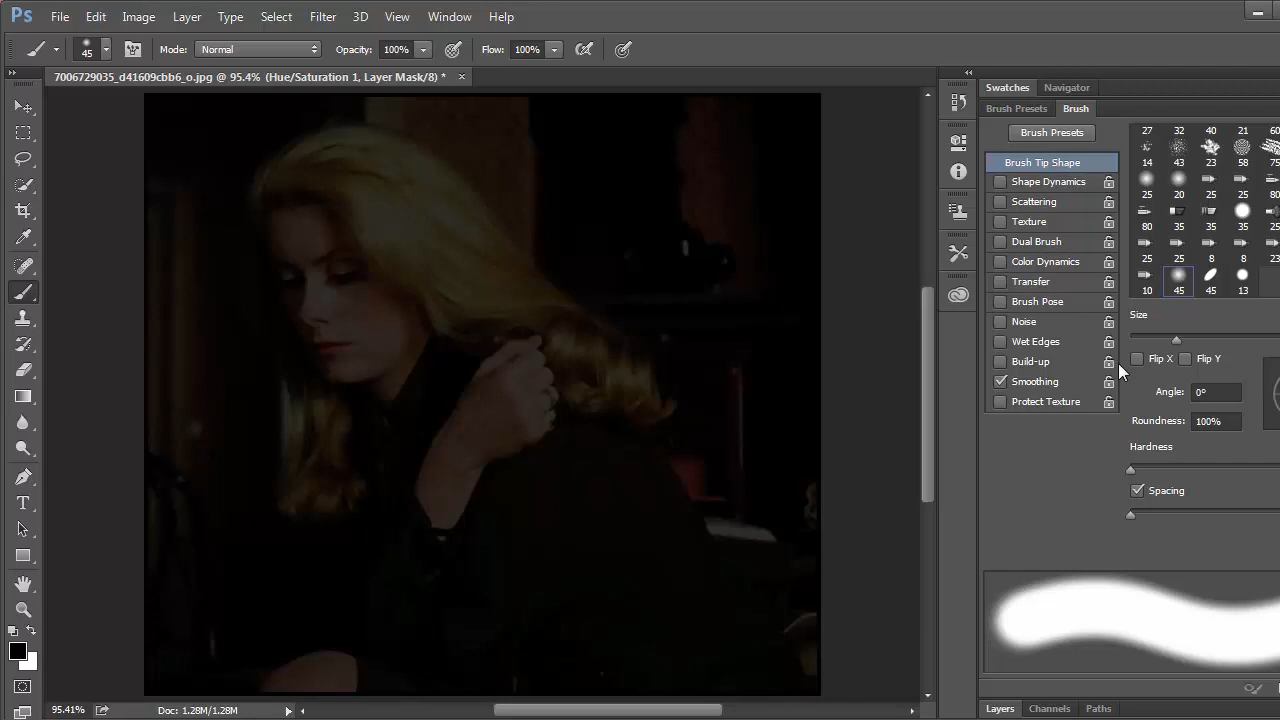 Ps File Edit Image Layer Type Select Filter 3D View Window Help
45 Mode: Normal Opacity: 100% Flow: 100%
7006729035_d41609cbb6_o.jpg @ 95.4% (Hue/Saturation 1, Layer Mask/8) *
Swatches Navigator
Brush Presets Brush
Brush Presets
Brush Tip Shape
Shape Dynamics
Scattering
Texture
Dual Brush
Color Dynamics
Transfer
Brush Pose
Noise
Wet Edges
Build-up
Smoothing
Protect Texture
27 32 40 21 60
14 43 23 58 75
25 20 25 25 80
80 35 35 35 25
25 25 8 8 23
10 45 45 13
Size
Flip X Flip Y
Angle: 0º
Roundness: 100%
Hardness
Spacing
T
95.41% Doc: 1.28M/1.28M
Layers Channels Paths